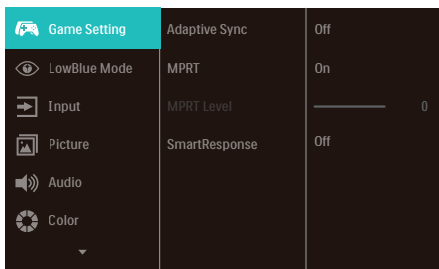 Game Setting
Adaptive Sync
Off
LowBlue Mode
MPRT
On
Input
MPRT Level
0
Picture
SmartResponse
Off
Audio
Color